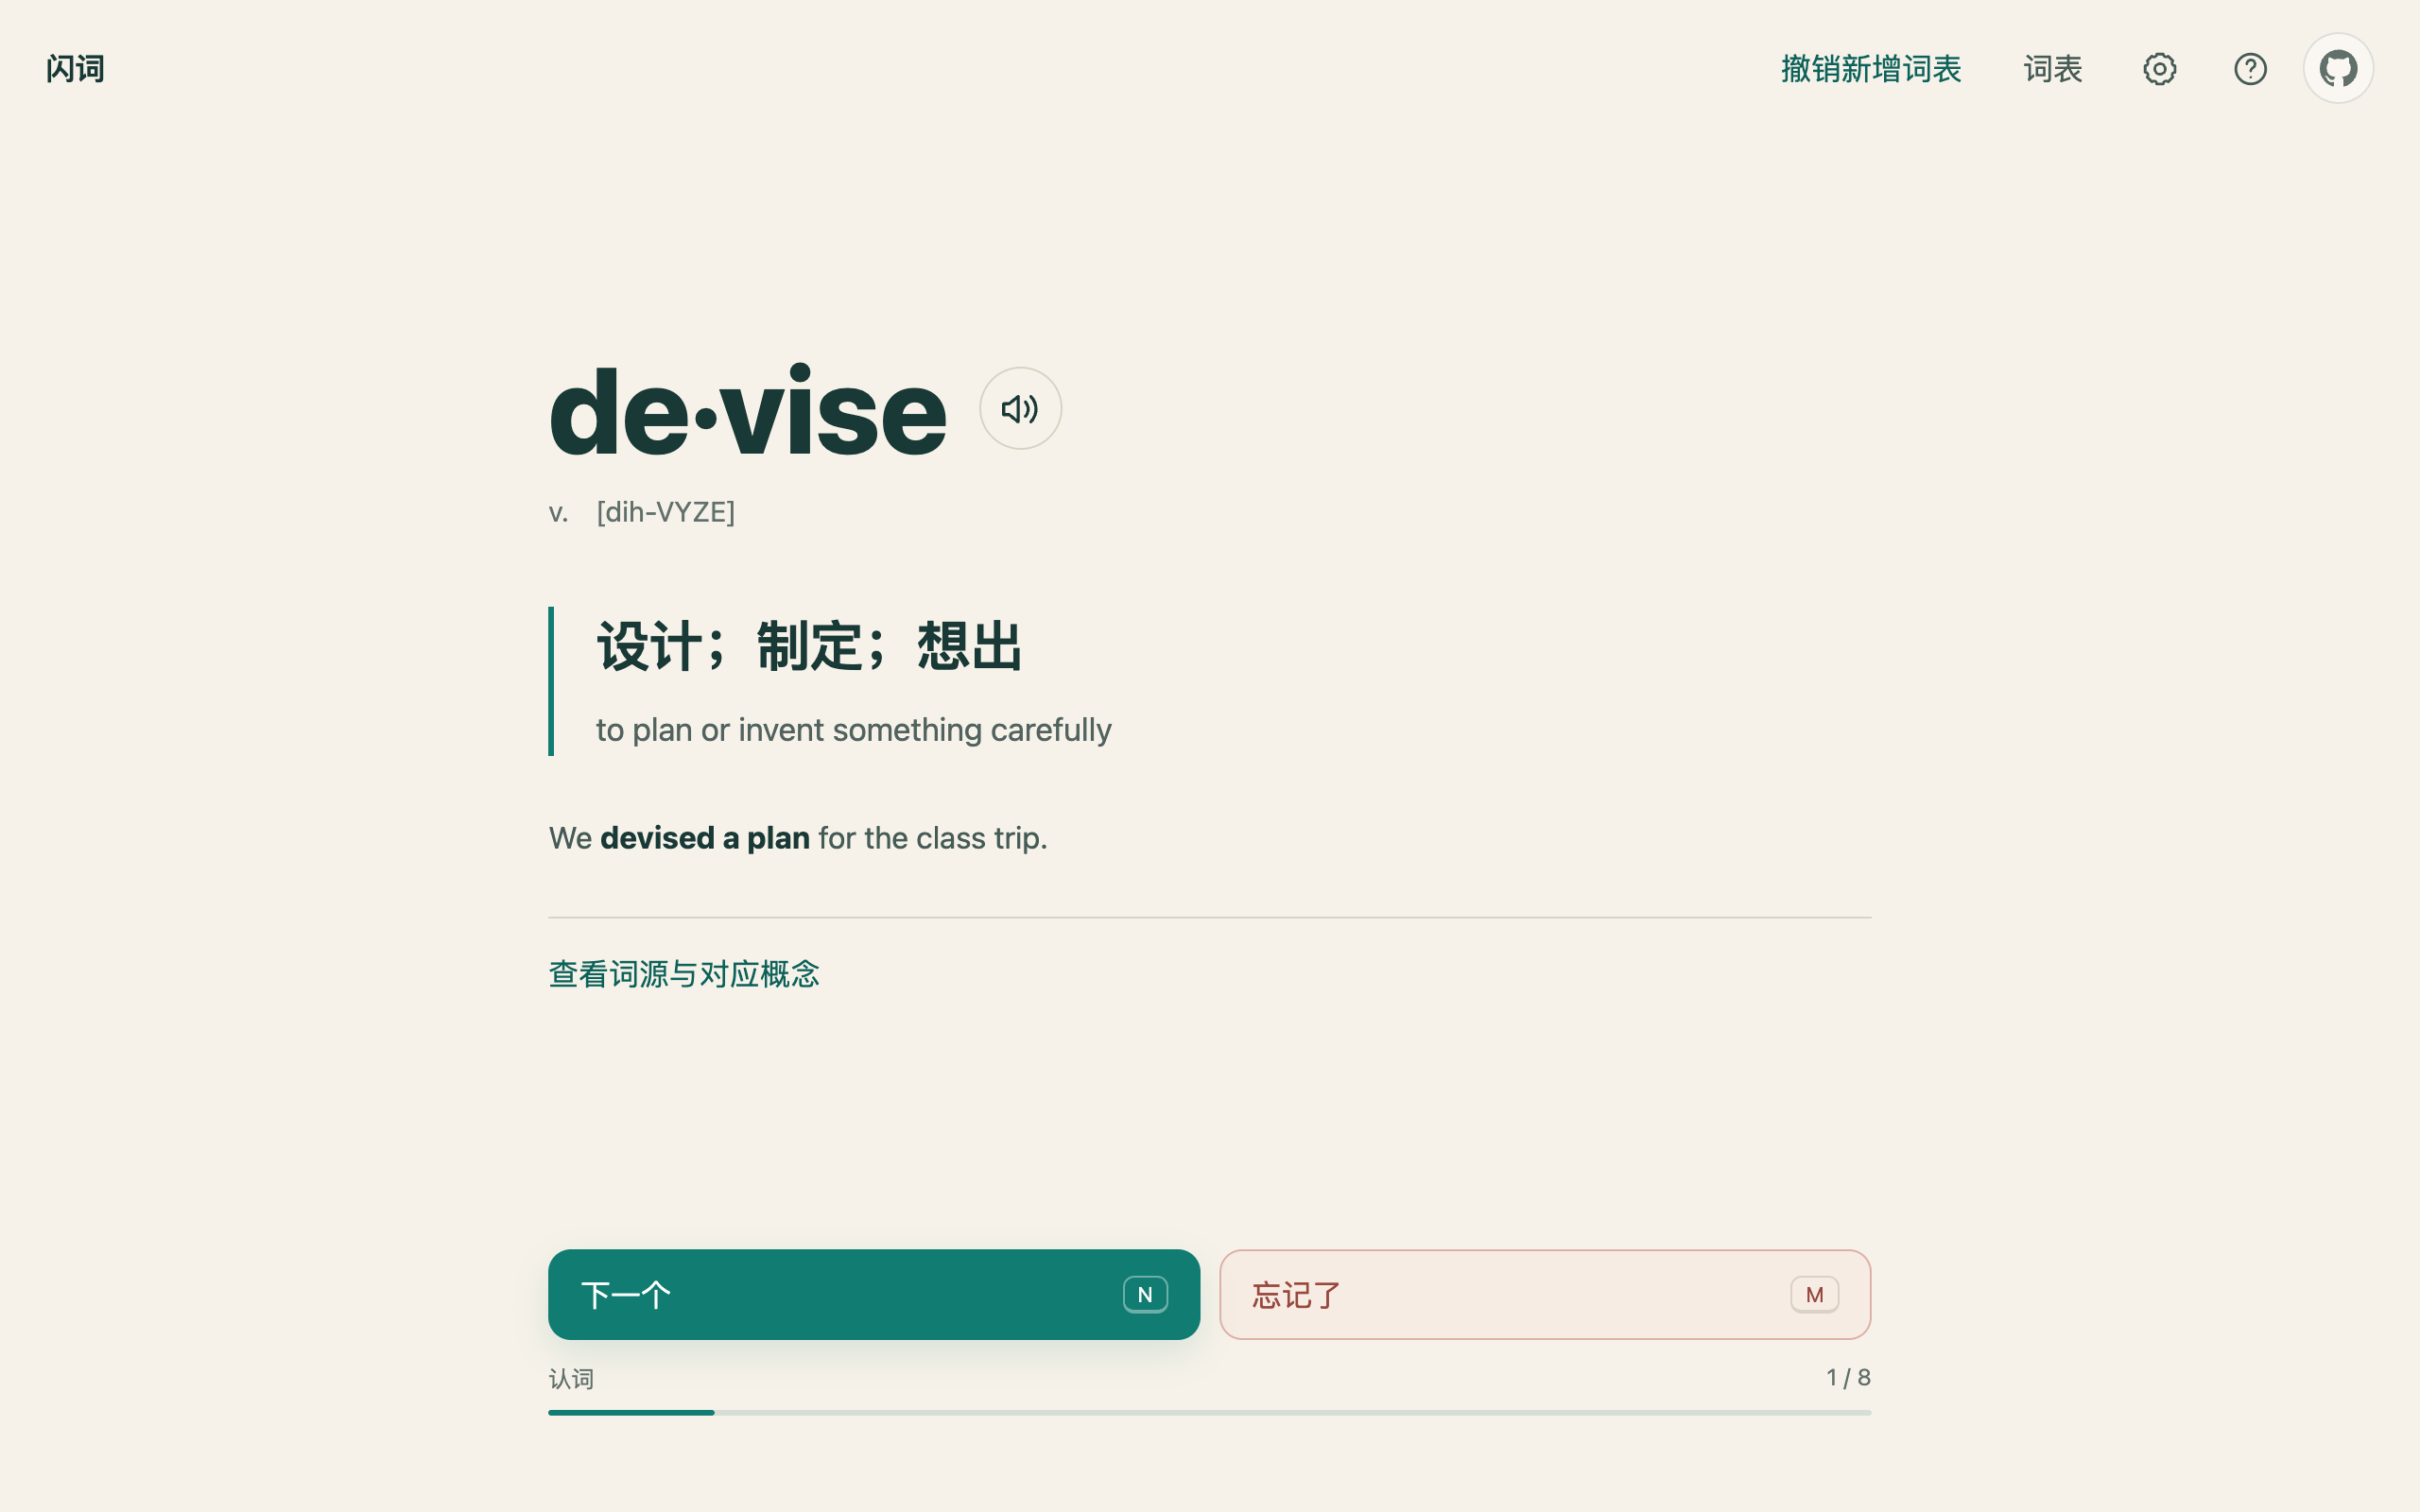 闪词
撤销新增词表
词表
de·vise
v. [dih-VYZE]
设计；制定；想出
to plan or invent something carefully
We devised a plan for the class trip.
查看词源与对应概念
下一个 N
忘记了 M
认词
1 / 8